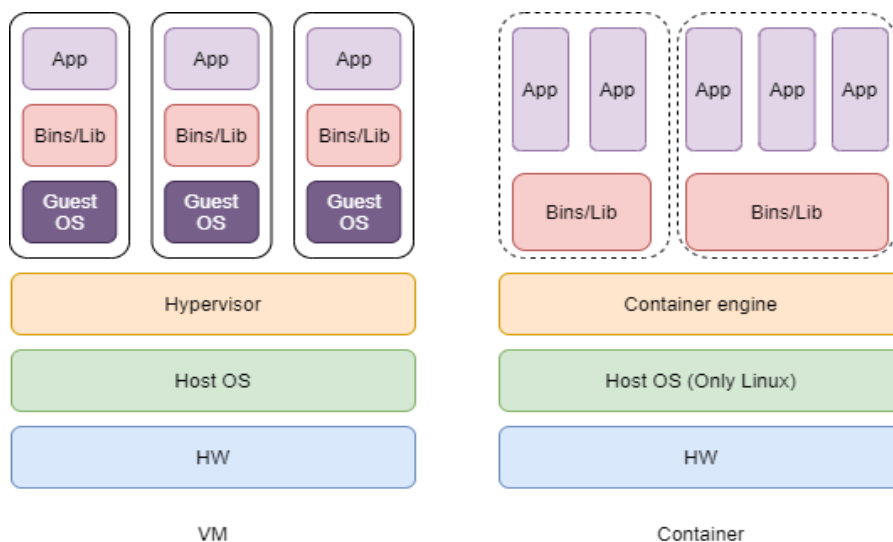 App
App
App
Bins/Lib
Bins/Lib
Bins/Lib
Guest
OS
Guest
OS
Guest
OS
Hypervisor
Host OS
HW
VM
App
App
App
App
App
Bins/Lib
Bins/Lib
Container engine
Host OS (Only Linux)
HW
Container